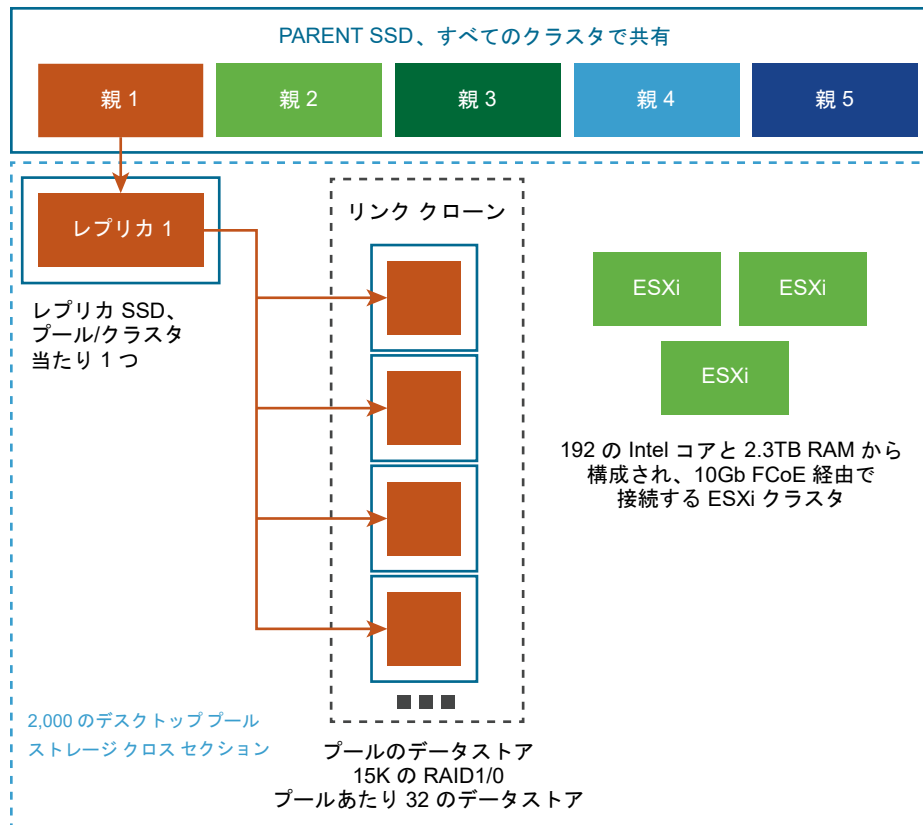 PARENT SSD、すべてのクラスタで共有
親 1
親 2
親 3
親 4
親 5
レプリカ 1
レプリカ SSD、
プール/クラスタ
当たり 1 つ
リンク クローン
ESXi
ESXi
ESXi
192 の Intel コアと 2.3TB RAM から
構成され、10Gb FCoE 経由で
接続する ESXi クラスタ
2,000 のデスクトップ プール
ストレージ クロス セクション
プールのデータストア
15K の RAID1/0
プールあたり 32 のデータストア